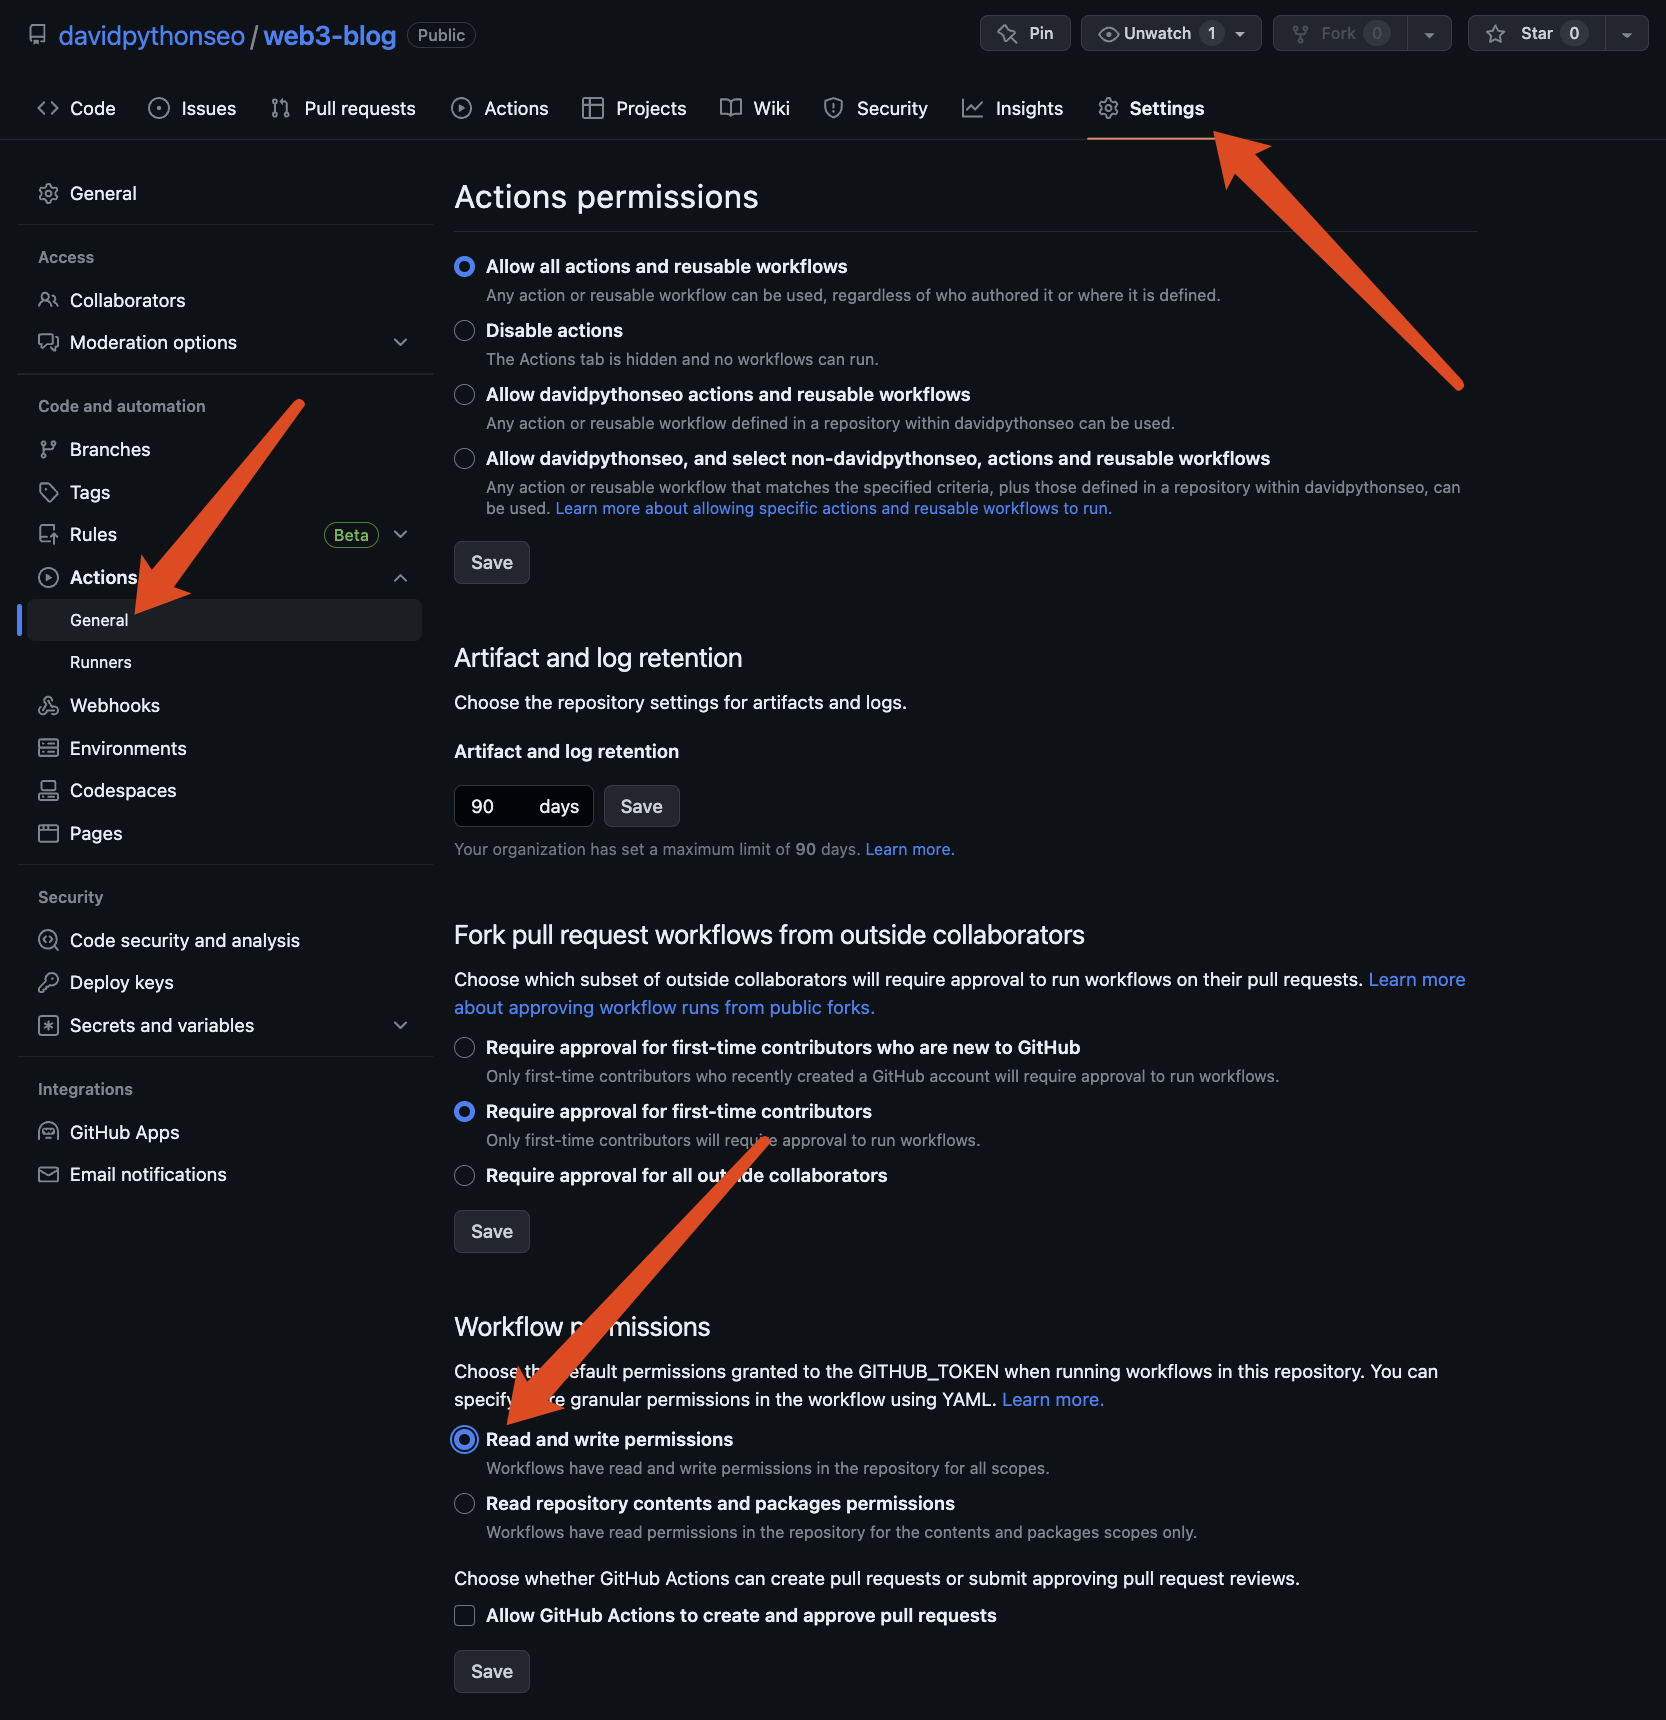 davidpythonseo / web3-blog Public
Pin
Unwatch 1
Fork 0
Star 0
Code
Issues
Pull requests
Actions
Projects
Wiki
Security
Insights
Settings
General
Access
Collaborators
Moderation options
Code and automation
Branches
Tags
Rules Beta
Actions
General
Runners
Webhooks
Environments
Codespaces
Pages
Security
Code security and analysis
Deploy keys
Secrets and variables
Integrations
GitHub Apps
Email notifications
Actions permissions
Allow all actions and reusable workflows
Any action or reusable workflow can be used, regardless of who authored it or where it is defined.
Disable actions
The Actions tab is hidden and no workflows can run.
Allow davidpythonseo actions and reusable workflows
Any action or reusable workflow defined in a repository within davidpythonseo can be used.
Allow davidpythonseo, and select non-davidpythonseo, actions and reusable workflows
Any action or reusable workflow that matches the specified criteria, plus those defined in a repository within davidpythonseo, can
be used. Learn more about allowing specific actions and reusable workflows to run.
Save
Artifact and log retention
Choose the repository settings for artifacts and logs.
Artifact and log retention
90 days Save
Your organization has set a maximum limit of 90 days. Learn more.
Fork pull request workflows from outside collaborators
Choose which subset of outside collaborators will require approval to run workflows on their pull requests. Learn more
about approving workflow runs from public forks.
Require approval for first-time contributors who are new to GitHub
Only first-time contributors who recently created a GitHub account will require approval to run workflows.
Require approval for first-time contributors
Only first-time contributors will require approval to run workflows.
Require approval for all outside collaborators
Save
Workflow permissions
Choose the default permissions granted to the GITHUB_TOKEN when running workflows in this repository. You can
specify more granular permissions in the workflow using YAML. Learn more.
Read and write permissions
Workflows have read and write permissions in the repository for all scopes.
Read repository contents and packages permissions
Workflows have read permissions in the repository for the contents and packages scopes only.
Choose whether GitHub Actions can create pull requests or submit approving pull request reviews.
Allow GitHub Actions to create and approve pull requests
Save